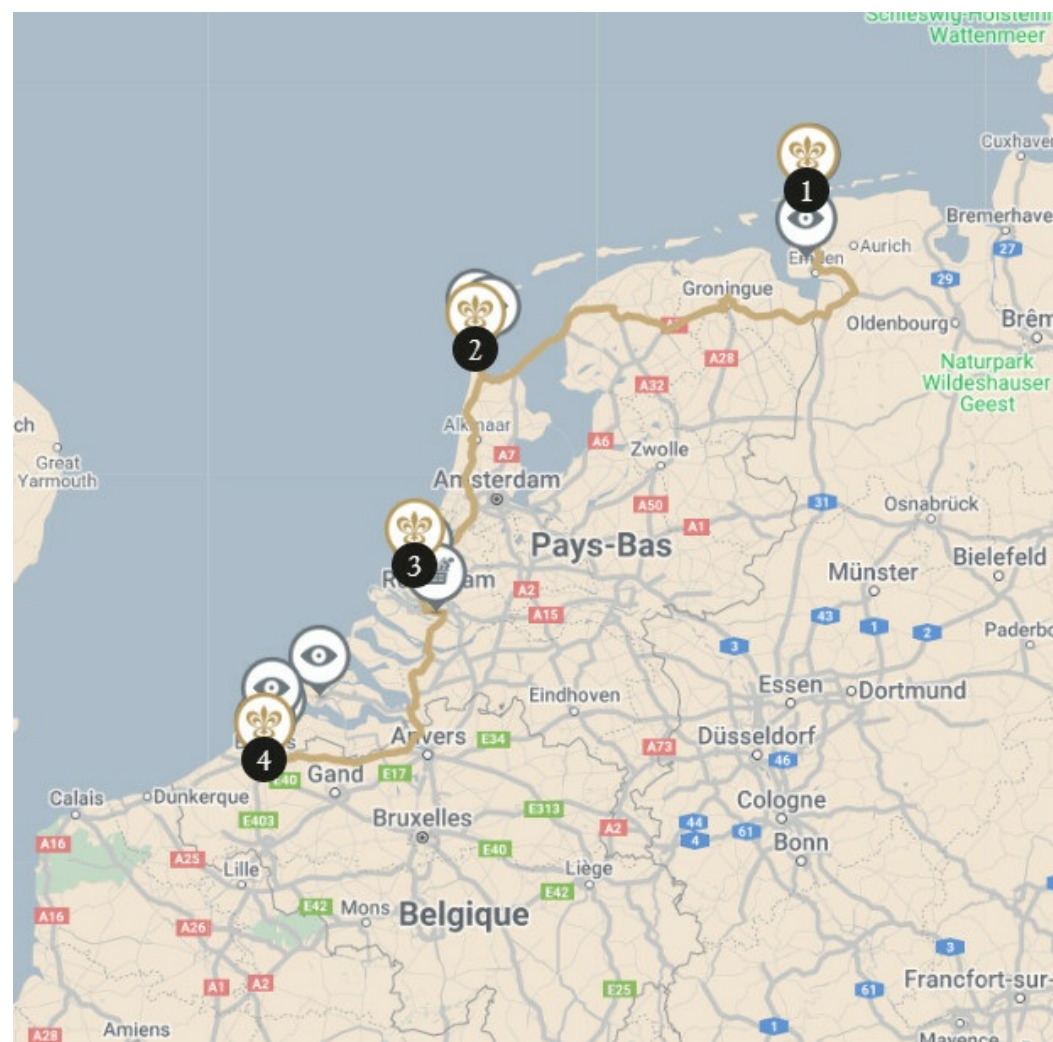 Schleswig-Holstein
Wattenmeer
Cuxhaven
1
Bremerhave
27
Aurich
Emden
29
Groningue
Oldenbourg
Brêm
2
A28
Naturpark
Wildeshauser
Geest
A32
ch
Great
Yarmouth
Alkmaar
A7
A6
Zwolle
Amsterdam
A50
31
Osnabrück
A1
Pays-Bas
3
Bielefeld
Münster
A2
A15
43
1
2
Paderbo
3
Essen
Dortmund
Eindhoven
4
Anvers
E34
A73
Düsseldorf
46
E40
Gand
E17
Calais
Dunkerque
Cologne
E403
Bruxelles
E313
A2
44
61
4
A16
A25
E40
Bonn
Lille
Liège
E42
A16
E42
Mons
Belgique
A26
3
A1
A2
E25
61
Francfort-sur-
A28
Amiens
1
Mayence